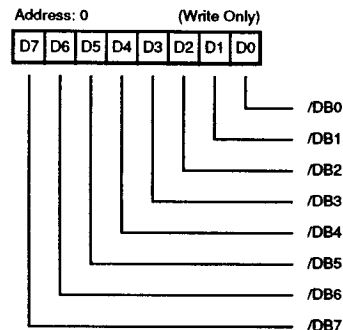 Address: 0 (Write Only)
D7 D6 D5 D4 D3 D2 D1 D0
/DB0
/DB1
/DB2
/DB3
/DB4
/DB5
/DB6
/DB7